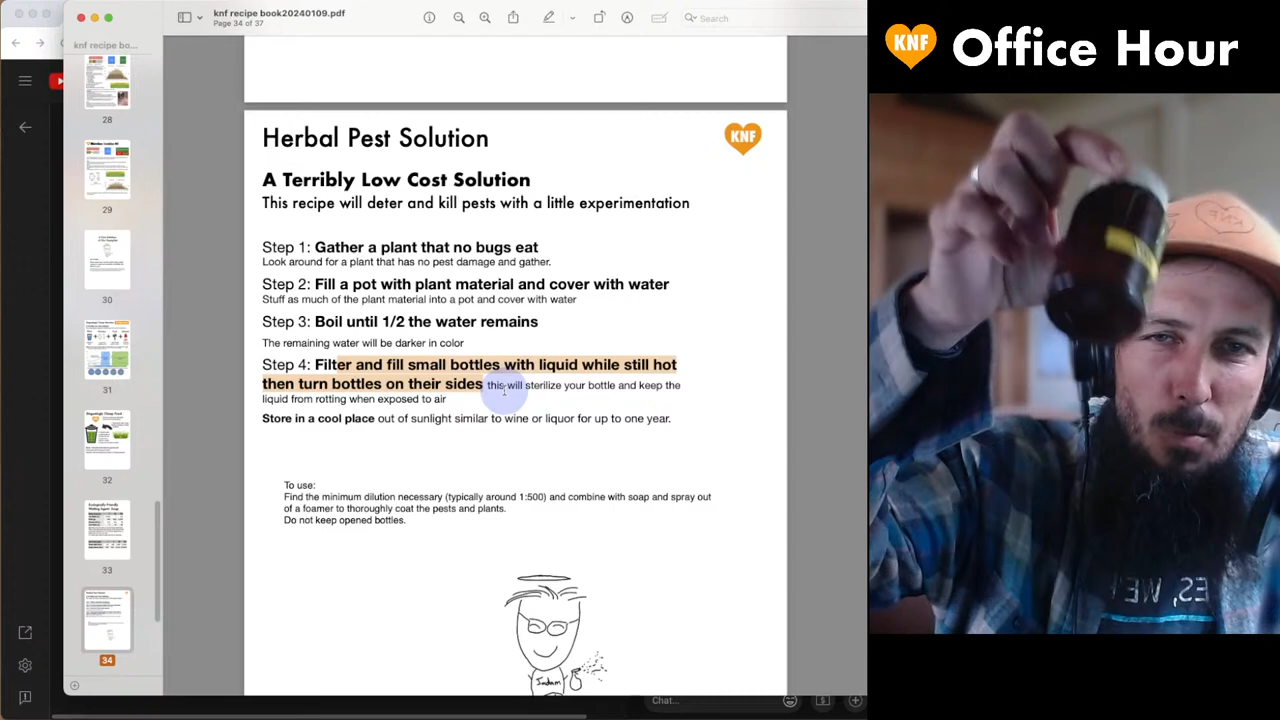 knf recipe book20240109.pdf
Page 34 of 37
Search
knf recipe bo...
28
29
30
31
32
33
34
Herbal Pest Solution
KNF
A Terribly Low Cost Solution
This recipe will deter and kill pests with a little experimentation
Step 1: Gather a plant that no bugs eat
Look around for a plant that has no pest damage and gather.
Step 2: Fill a pot with plant material and cover with water
Stuff as much of the plant material into a pot and cover with water
Step 3: Boil until 1/2 the water remains
The remaining water will be darker in color
Step 4: Filter and fill small bottles with liquid while still hot
then turn bottles on their sides this will sterilize your bottle and keep the
liquid from rotting when exposed to air
Store in a cool place out of sunlight similar to wine or liquor for up to one year.
To use:
Find the minimum dilution necessary (typically around 1:500) and combine with soap and spray out
of a foamer to thoroughly coat the pests and plants.
Do not keep opened bottles.
Chat...
KNF Office Hour